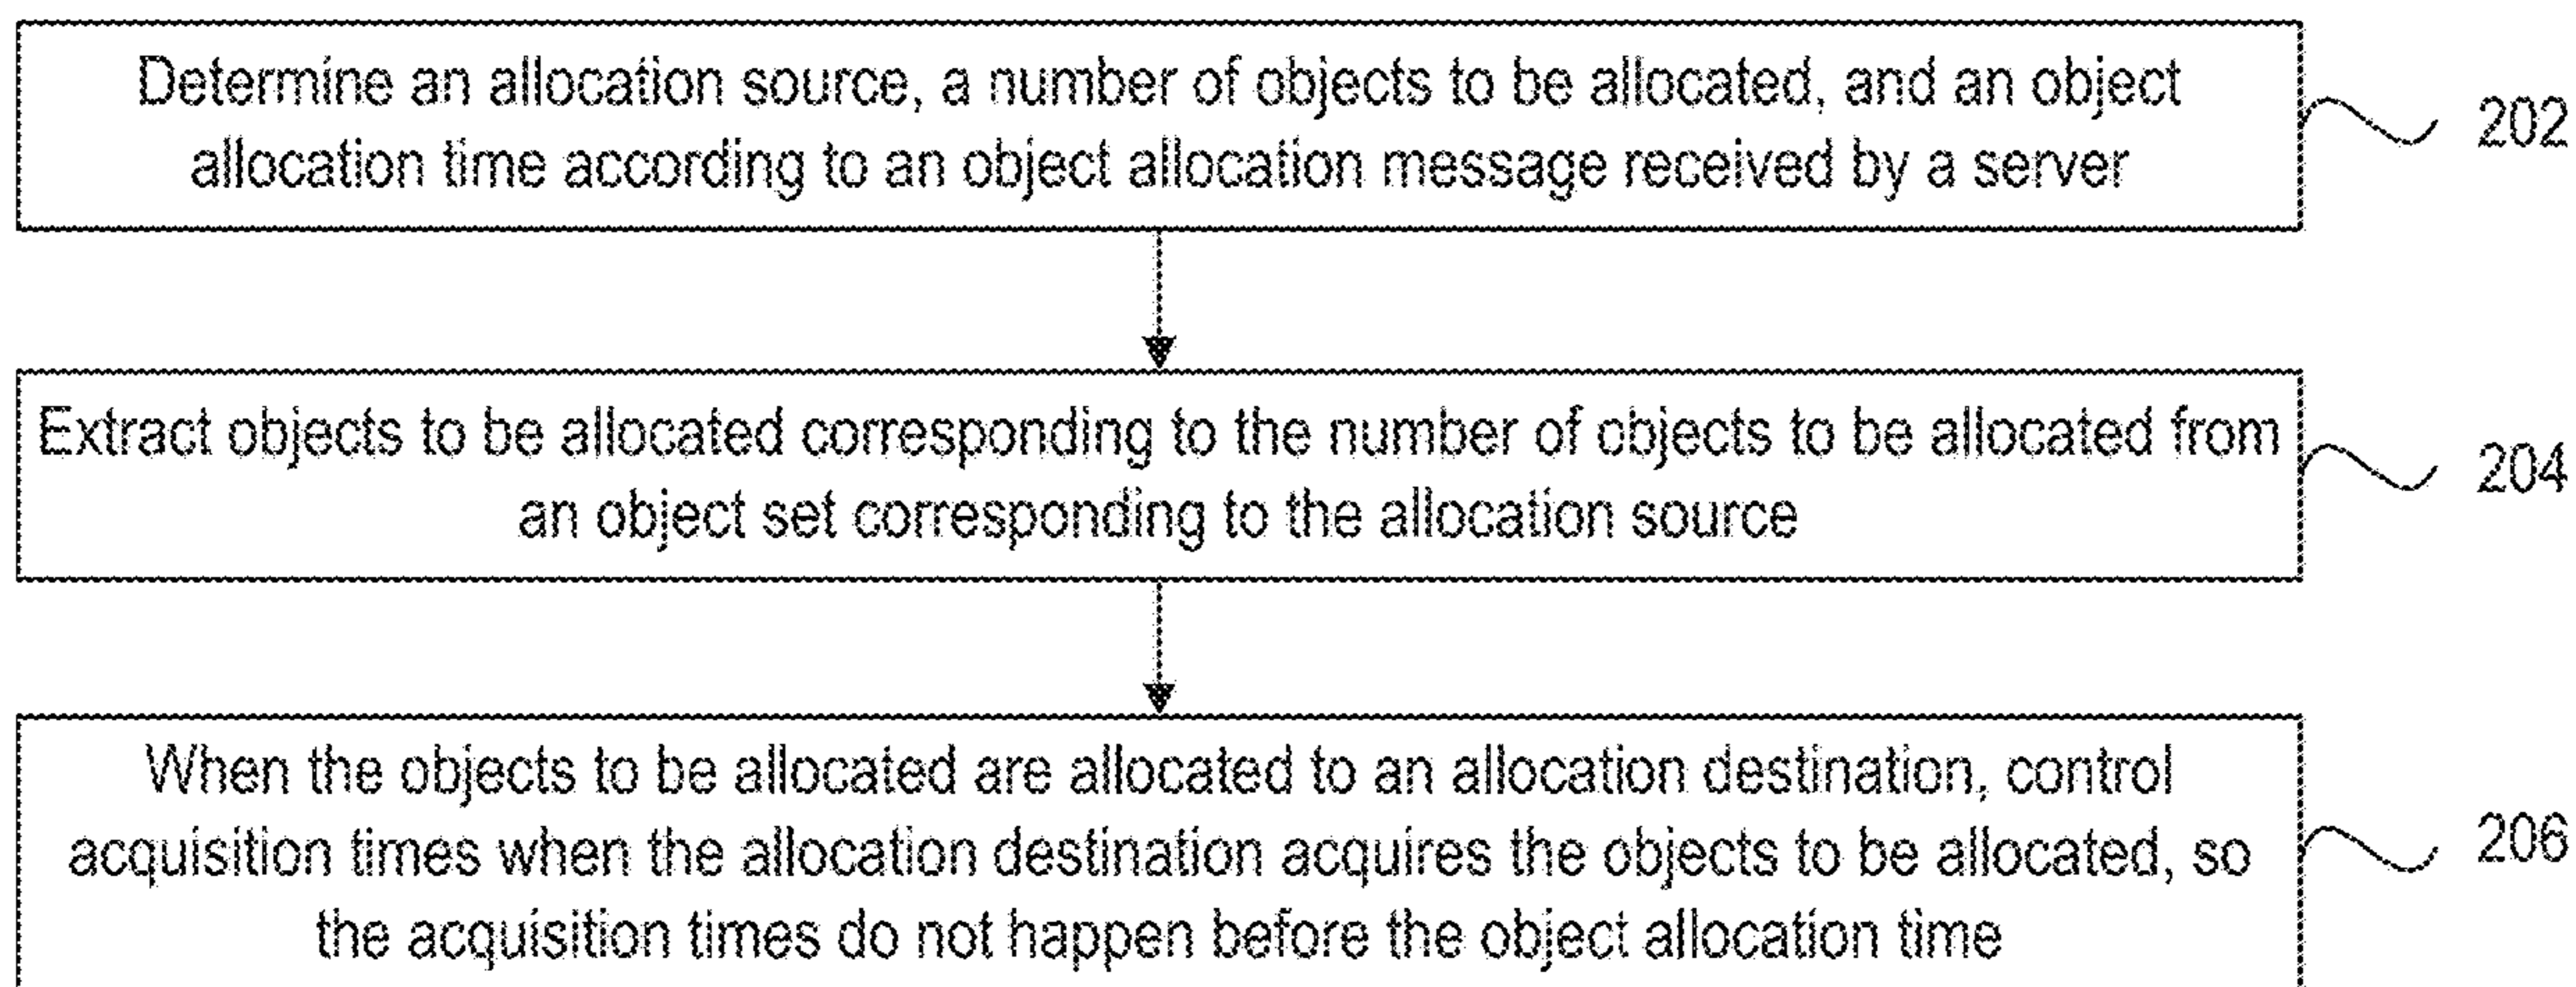 Determine an allocation source, a number of objects to be allocated, and an object
allocation time according to an object allocation message received by a server
202
Extract objects to be allocated corresponding to the number of objects to be allocated from
an object set corresponding to the allocation source
204
When the objects to be allocated are allocated to an allocation destination, control
acquisition times when the allocation destination acquires the objects to be allocated, so
the acquisition times do not happen before the object allocation time
206